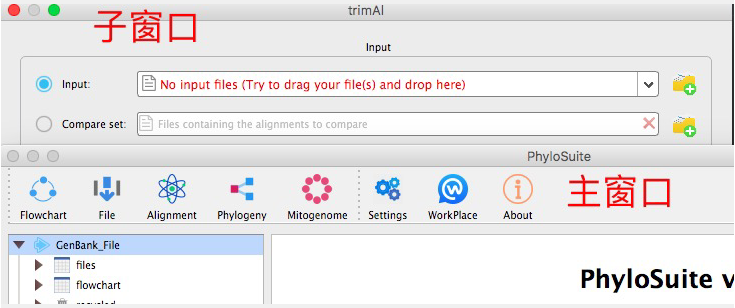 trimAl
子窗口
Input
Input:
No input files (Try to drag your file(s) and drop here)
Compare set:
Files containing the alignments to compare
PhyloSuite
Flowchart
File
Alignment
Phylogeny
Mitogenome
Settings
WorkPlace
About
主窗口
GenBank_File
files
flowchart
recycled
PhyloSuite v